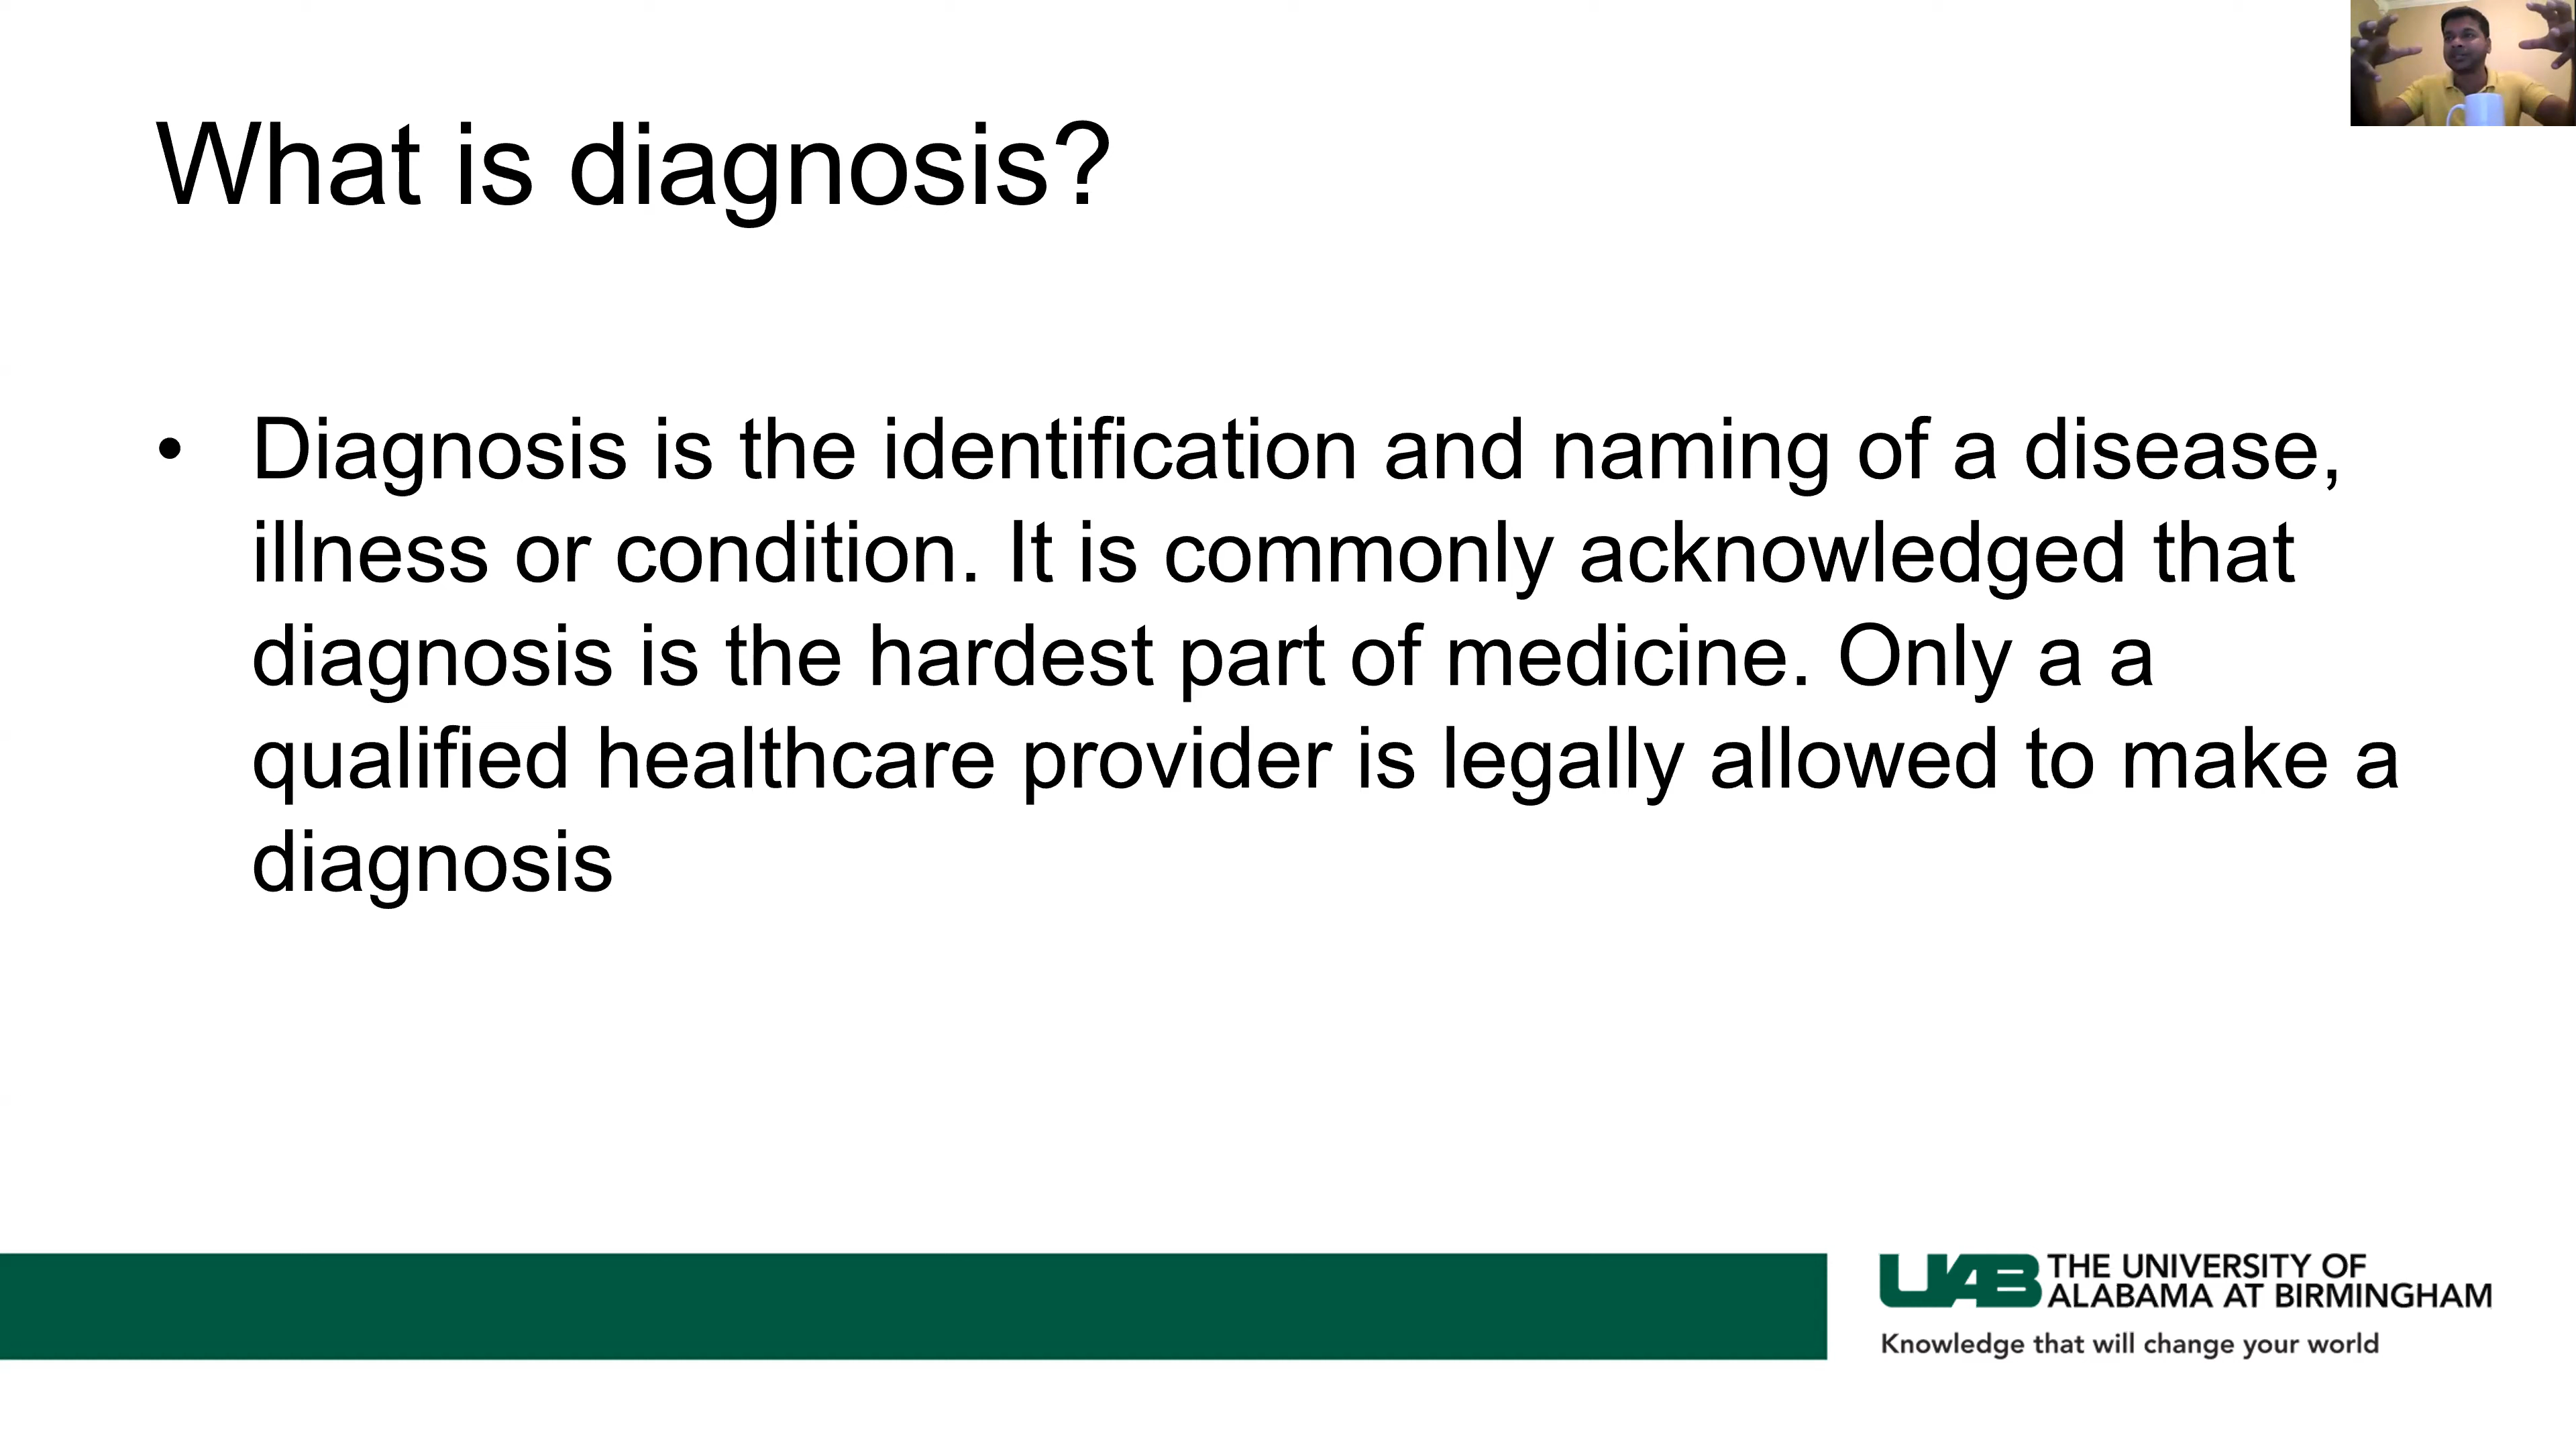 What is diagnosis?
• Diagnosis is the identification and naming of a disease,
illness or condition. It is commonly acknowledged that
diagnosis is the hardest part of medicine. Only a a
qualified healthcare provider is legally allowed to make a
diagnosis
UAB THE UNIVERSITY OF
ALABAMA AT BIRMINGHAM
Knowledge that will change your world